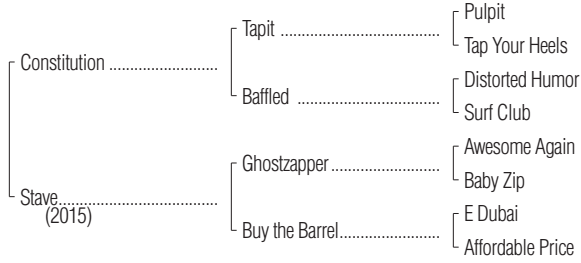 Pulpit
Tapit ..............................
Tap Your Heels
Constitution ....................
Distorted Humor
Baffled ...........................
Surf Club
Awesome Again
Ghostzapper.....................
Baby Zip
Stave..............................
(2015)
E Dubai
Buy the Barrel...................
Affordable Price